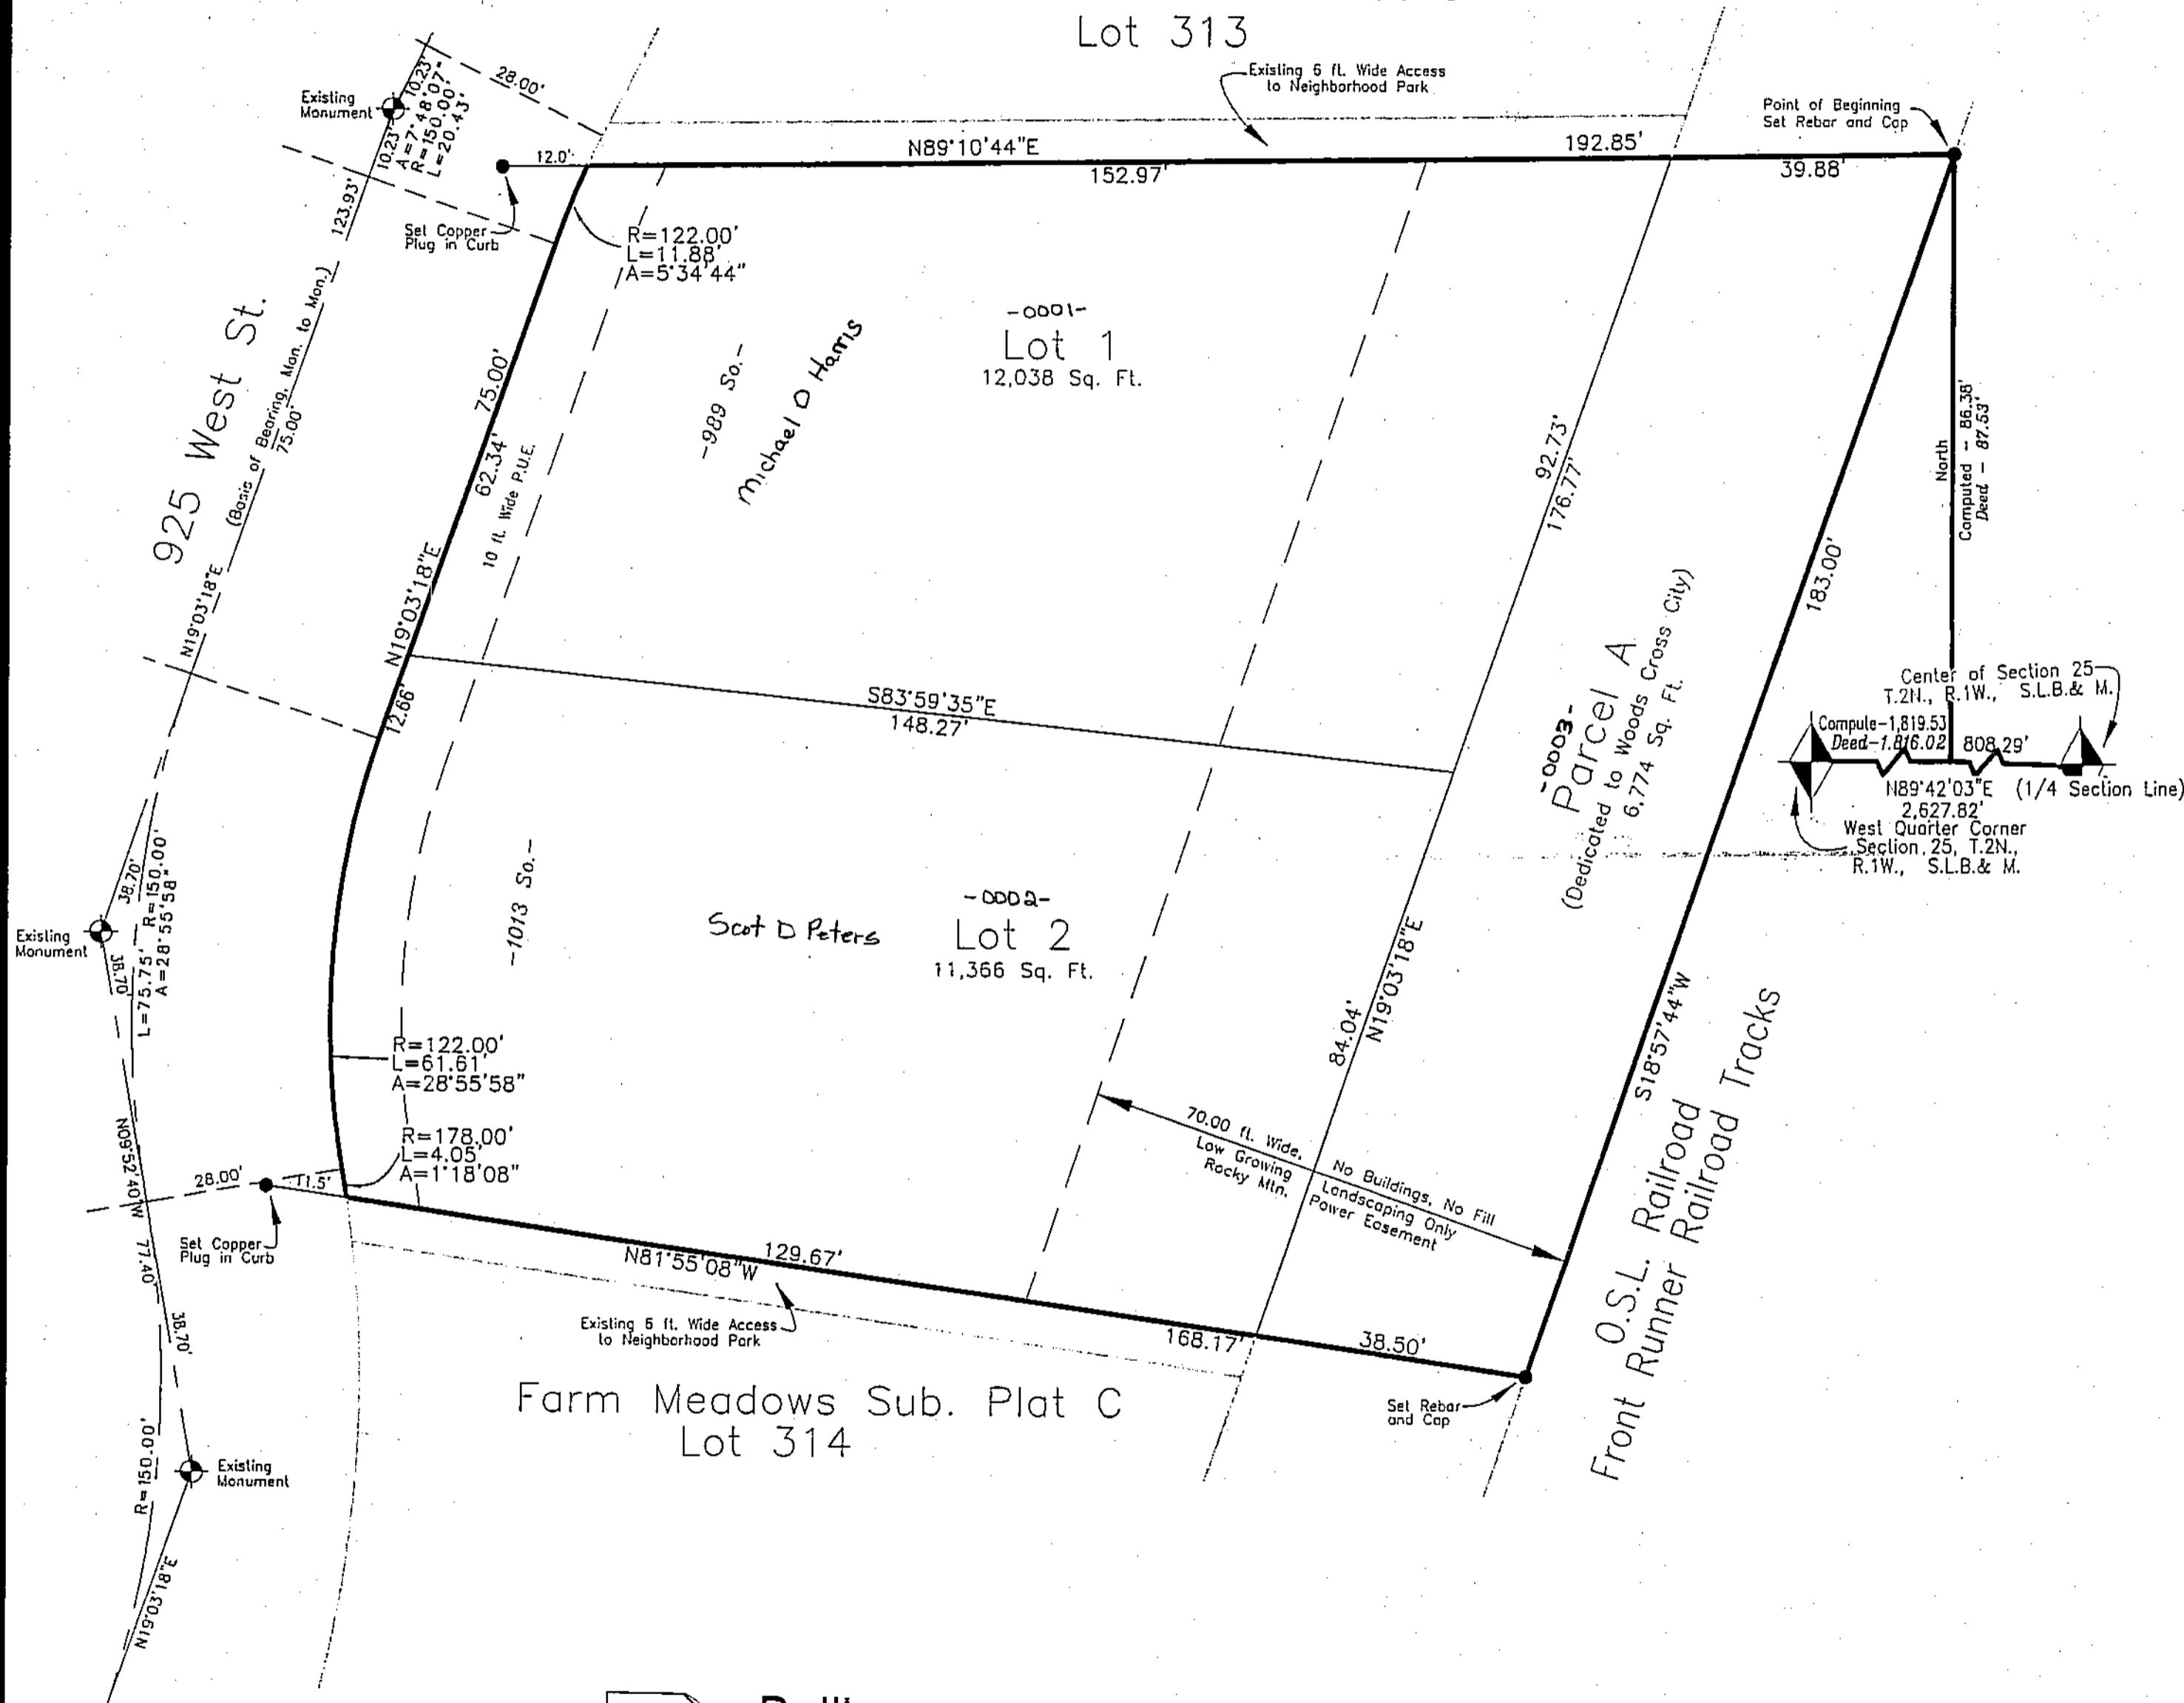 Lot 313
Existing 6 ft. Wide Access
to Neighborhood Park
Point of Beginning
Set Rebar and Cap
28.00'
Existing
Monument
10.23'
10.23'
A=7°48'07"
R=150.00'
L=20.43'
12.0'
N89°10'44"E
192.85'
152.97'
39.88'
Set Copper
Plug in Curb
123.93'
R=122.00'
L=11.88'
A=5°34'44"
-0001-
Lot 1
12,038 Sq. Ft.
-989 So.-
Michael D Harris
925 West St.
(Basis of Bearing, Mon. to Mon.)
75.00'
N19°03'18"E
75.00'
62.34'
N19°03'18"E
10 ft. Wide P.U.E.
12.66'
92.73'
176.77'
183.00'
North
Computed -- 86.38'
Deed - 87.53'
S83°59'35"E
148.27'
-0003-
Parcel A
(Dedicated to Woods Cross City)
6,774 Sq. Ft.
Center of Section 25
T.2N., R.1W., S.L.B.& M.
Compute-1,819.53
Deed-1.816.02
808.29'
N89°42'03"E (1/4 Section Line)
2,627.82'
West Quarter Corner
Section 25, T.2N.,
R.1W., S.L.B.& M.
38.70'
R=150.00'
L=75.75'
A=28°55'58"
Existing
Monument
38.70'
-1013 So.-
-0002-
Scot D Peters
Lot 2
11,366 Sq. Ft.
84.04'
N19°03'18"E
S18°57'44"W
R=122.00'
L=61.61'
A=28°55'58"
R=178.00'
L=4.05'
A=1°18'08"
70.00 ft. Wide, No Buildings, No Fill
Low Growing Landscaping Only
Rocky Mtn. Power Easement
O.S.L. Railroad
Front Runner Railroad Tracks
N09°52'40"W
77.40'
28.00'
11.5'
Set Copper
Plug in Curb
38.70'
129.67'
N81°55'08"W
168.17'
38.50'
Existing 6 ft. Wide Access
to Neighborhood Park
Set Rebar
and Cap
Farm Meadows Sub. Plat C
Lot 314
R=150.00'
Existing
Monument
N19°03'18"E